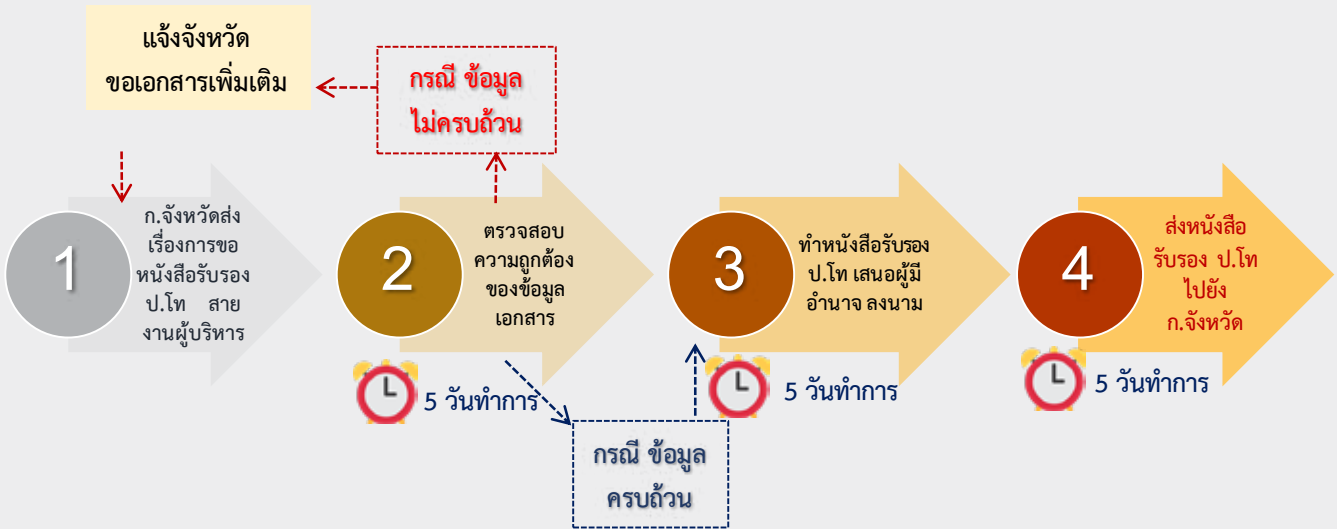 แจ้งจังหวัด
ขอเอกสารเพิ่มเติม
กรณี ข้อมูล
ไม่ครบถ้วน
1
ก.จังหวัดส่ง
เรื่องการขอ
หนังสือรับรอง
ป.โท สาย
งานผู้บริหาร
2
ตรวจสอบ
ความถูกต้อง
ของข้อมูล
เอกสาร
5 วันทำการ
กรณี ข้อมูล
ครบถ้วน
3
ทำหนังสือรับรอง
ป.โท เสนอผู้มี
อำนาจ ลงนาม
5 วันทำการ
4
ส่งหนังสือ
รับรอง ป.โท
ไปยัง
ก.จังหวัด
5 วันทำการ